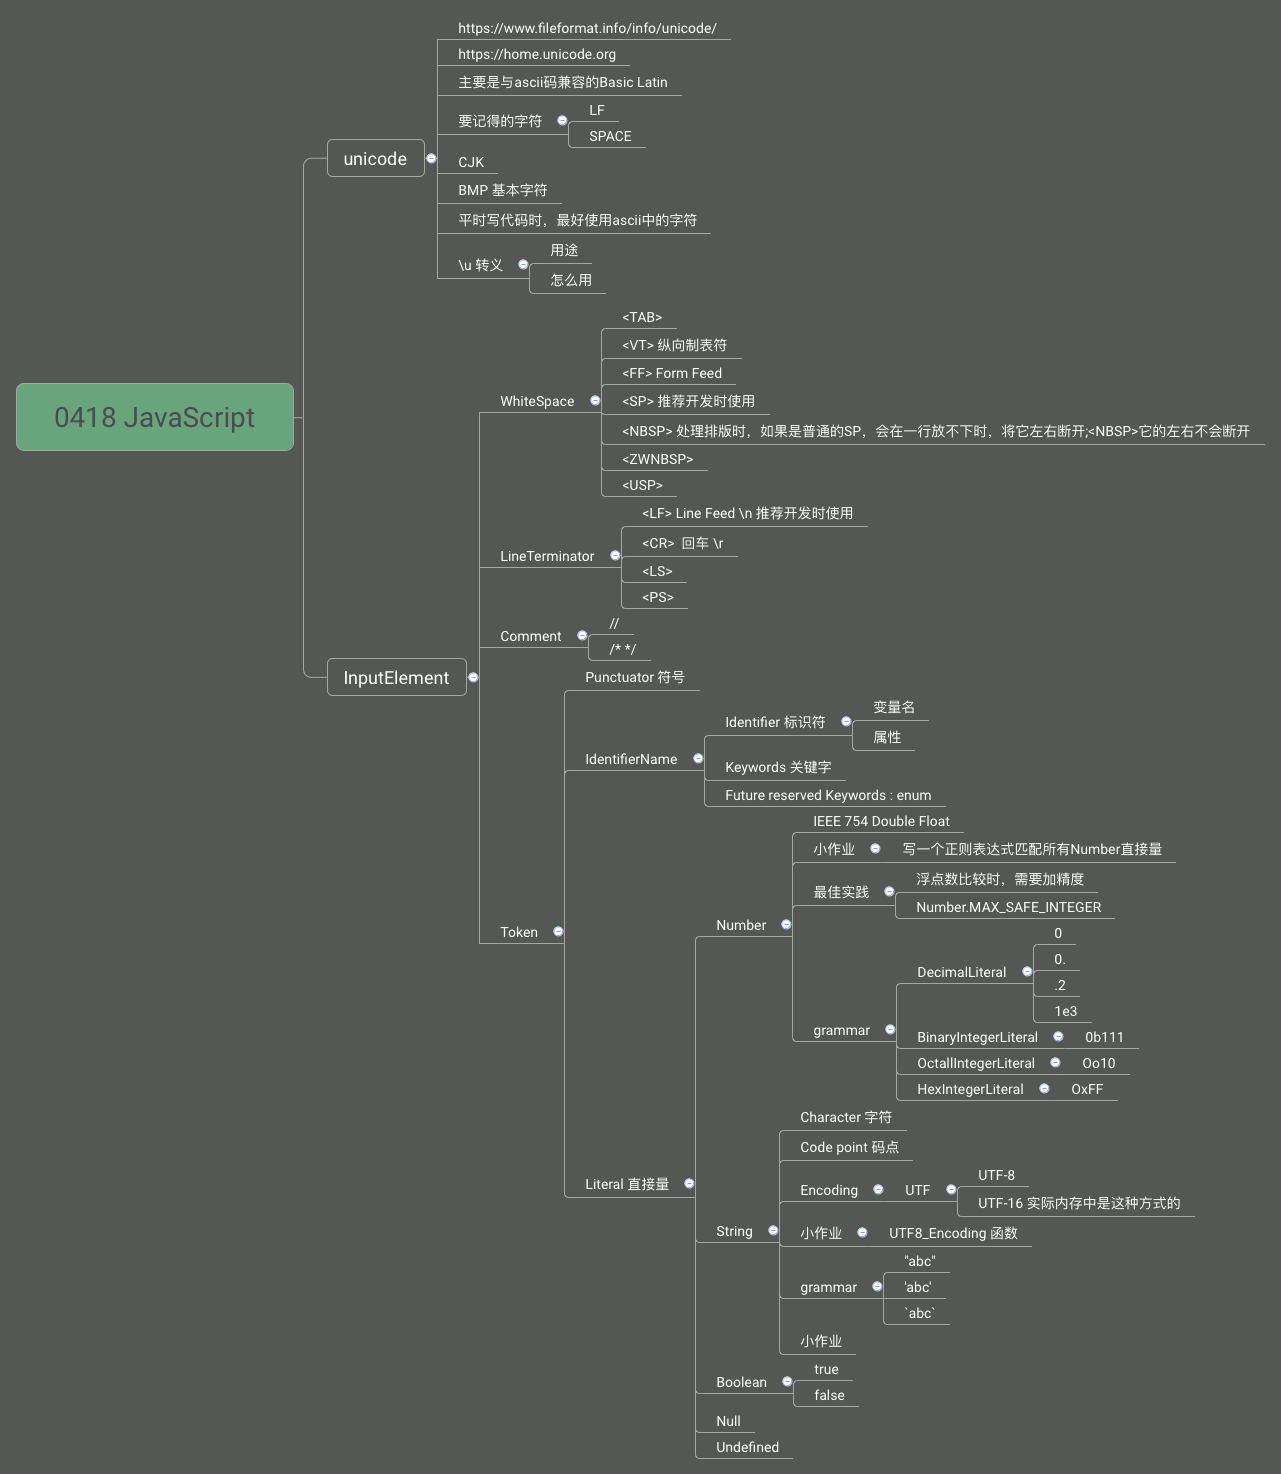 https://www.fileformat.info/info/unicode/
https://home.unicode.org
主要是与ascii码兼容的Basic Latin
要记得的字符
LF
SPACE
unicode
CJK
BMP 基本字符
平时写代码时，最好使用ascii中的字符
\u 转义
用途
怎么用
0418 JavaScript
WhiteSpace
<TAB>
<VT> 纵向制表符
<FF> Form Feed
<SP> 推荐开发时使用
<NBSP> 处理排版时，如果是普通的SP，会在一行放不下时，将它左右断开;<NBSP>它的左右不会断开
<ZWNBSP>
<USP>
LineTerminator
<LF> Line Feed \n 推荐开发时使用
<CR>  回车 \r
<LS>
<PS>
Comment
//
/* */
InputElement
Token
Punctuator 符号
IdentifierName
Identifier 标识符
变量名
属性
Keywords 关键字
Future reserved Keywords : enum
Literal 直接量
Number
IEEE 754 Double Float
小作业
写一个正则表达式匹配所有Number直接量
最佳实践
浮点数比较时，需要加精度
Number.MAX_SAFE_INTEGER
grammar
DecimalLiteral
0
0.
.2
1e3
BinaryIntegerLiteral
0b111
OctallIntegerLiteral
Oo10
HexIntegerLiteral
OxFF
String
Character 字符
Code point 码点
Encoding
UTF
UTF-8
UTF-16 实际内存中是这种方式的
小作业
UTF8_Encoding 函数
grammar
"abc"
'abc'
`abc`
小作业
Boolean
true
false
Null
Undefined